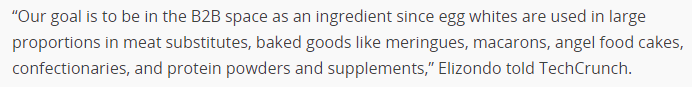 “Our goal is to be in the B2B space as an ingredient since egg whites are used in large
proportions in meat substitutes, baked goods like meringues, macarons, angel food cakes,
confectionaries, and protein powders and supplements,” Elizondo told TechCrunch.